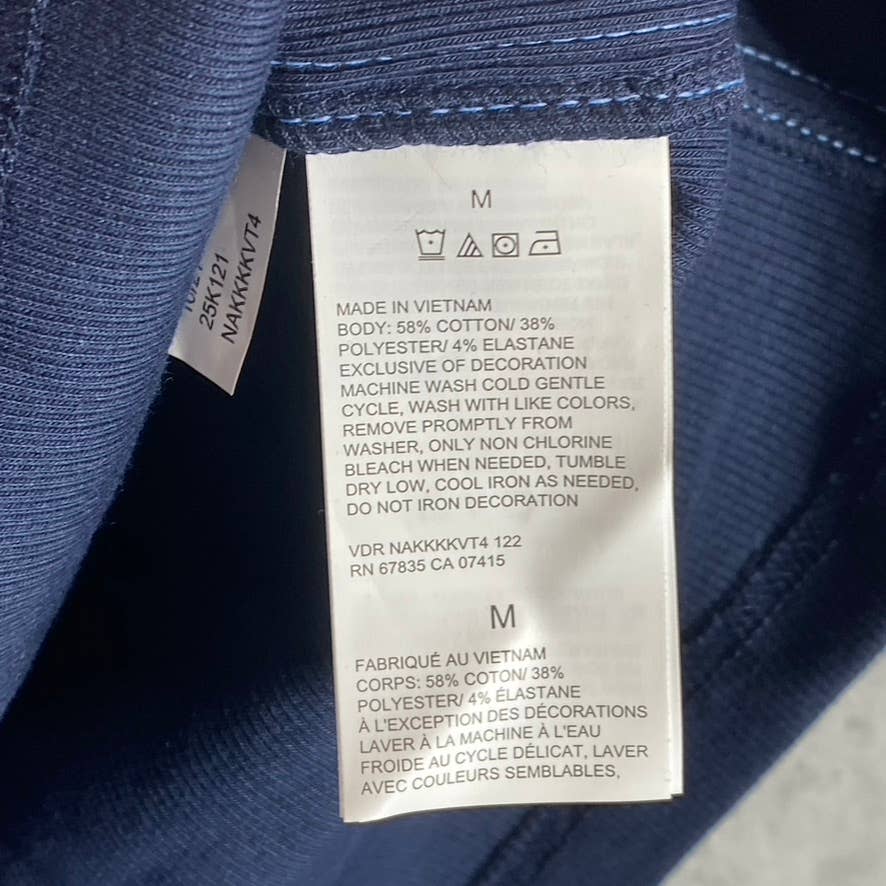 25K121
NAKKKKVT4
M
MADE IN VIETNAM
BODY: 58% COTTON/ 38%
POLYESTER/ 4% ELASTANE
EXCLUSIVE OF DECORATION
MACHINE WASH COLD GENTLE
CYCLE, WASH WITH LIKE COLORS,
REMOVE PROMPTLY FROM
WASHER, ONLY NON CHLORINE
BLEACH WHEN NEEDED, TUMBLE
DRY LOW, COOL IRON AS NEEDED,
DO NOT IRON DECORATION
VDR NAKKKKVT4 122
RN 67835 CA 07415
M
FABRIQUÉ AU VIETNAM
CORPS: 58% COTON/ 38%
POLYESTER/ 4% ÉLASTANE
À L'EXCEPTION DES DÉCORATIONS
LAVER À LA MACHINE À L'EAU
FROIDE AU CYCLE DÉLICAT, LAVER
AVEC COULEURS SEMBLABLES,